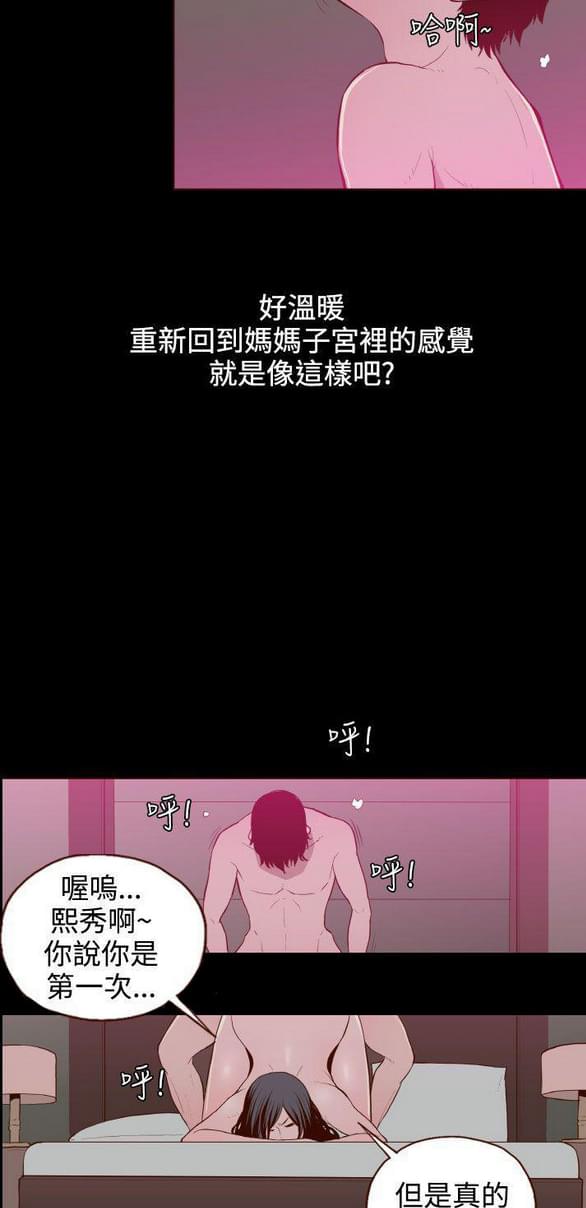 哈啊~
好溫暖
重新回到媽媽子宮裡的感覺
就是像這樣吧?
呼!
呼!
喔嗚...
熙秀啊~
你說你是
第一次...
呼!
但是真的